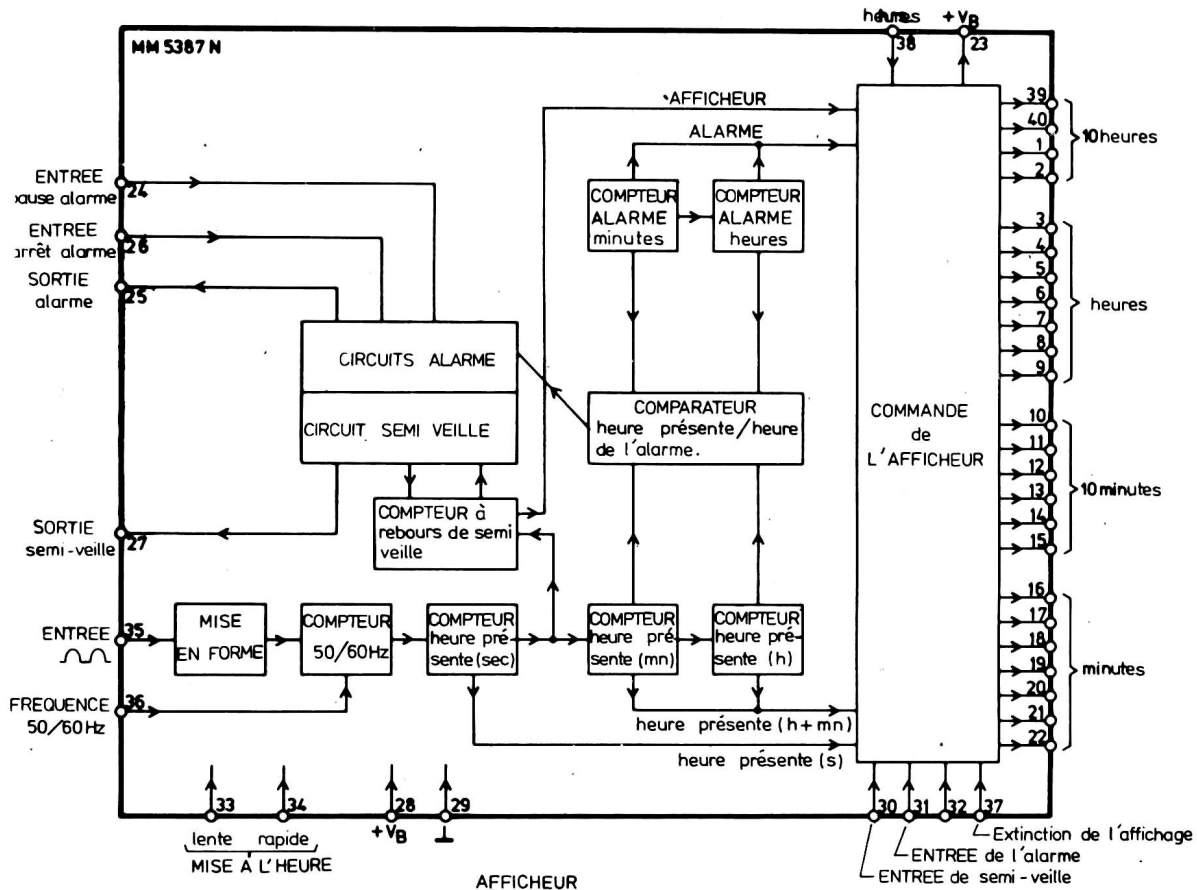 heures
+VB
38
23
MM 5387 N
AFFICHEUR
ALARME
39
40
1
2
10 heures
ENTREE
pause alarme
24
ENTREE
arrêt alarme
26
SORTIE
alarme
25
COMPTEUR
ALARME
minutes
COMPTEUR
ALARME
heures
3
4
5
6
7
8
9
heures
CIRCUITS ALARME
CIRCUIT SEMI VEILLE
COMPARATEUR
heure présente/heure
de l'alarme.
COMMANDE
de
L'AFFICHEUR
10
11
12
13
14
15
10 minutes
SORTIE
semi-veille
27
COMPTEUR à
rebours de semi
veille
ENTREE
35
MISE
EN FORME
COMPTEUR
50/60Hz
COMPTEUR
heure pré-
sente(sec)
COMPTEUR
heure pré-
sente (mn)
COMPTEUR
heure pré-
sente (h)
16
17
18
19
20
21
22
minutes
FREQUENCE
50/60Hz
36
heure présente (h+mn)
heure présente (s)
33
34
28
29
30
31
32
37
lente
rapide
+VB
MISE À L'HEURE
Extinction de l'affichage
ENTREE de l'alarme
ENTREE de semi-veille
AFFICHEUR